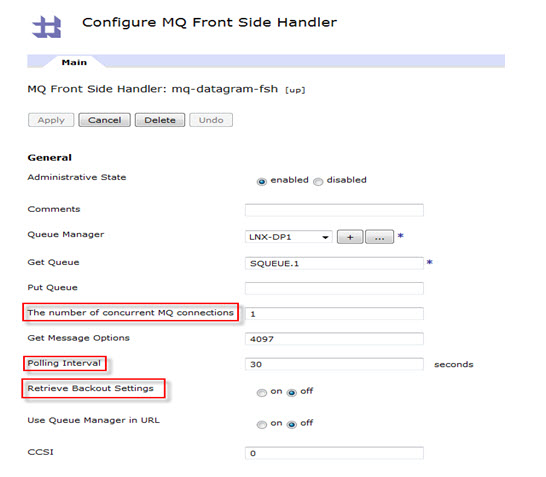 Configure MQ Front Side Handler
Main
MQ Front Side Handler: mq-datagram-fsh [up]
Apply Cancel Delete Undo
General
Administrative State enabled disabled
Comments
Queue Manager LNX-DP1 + ... *
Get Queue SQUEUE.1 *
Put Queue
The number of concurrent MQ connections 1
Get Message Options 4097
Polling Interval 30 seconds
Retrieve Backout Settings on off
Use Queue Manager in URL on off
CCSI 0